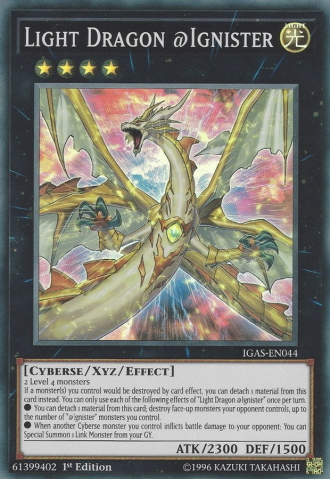 LIGHT DRAGON @IGNISTER
光
IGAS-EN044
[CYBERSE/XYZ/EFFECT]
2 Level 4 monsters
If a monster(s) you control would be destroyed by card effect, you can detach 1 material from this
card instead. You can only use each of the following effects of "Light Dragon @Ignister" once per turn.
● You can detach 1 material from this card; destroy face-up monsters your opponent controls, up to
the number of "@Ignister" monsters you control.
● When another Cyberse monster you control inflicts battle damage to your opponent: You can
Special Summon 1 Link Monster from your GY.
ATK/2300 DEF/1500
61399402 1st Edition ©1996 KAZUKI TAKAHASHI